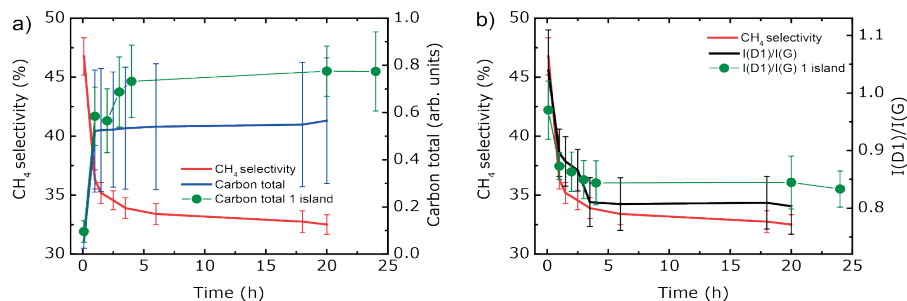 a)
CH4 selectivity (%)
50
45
40
35
30
0
5
10
15
20
25
Time (h)
1.0
0.8
0.6
0.4
0.2
0.0
Carbon total (arb. units)
CH4 selectivity
Carbon total
Carbon total 1 island
b)
CH4 selectivity (%)
50
45
40
35
30
0
5
10
15
20
25
Time (h)
1.1
1.0
0.9
0.8
I(D1)/I(G)
CH4 selectivity
I(D1)/I(G)
I(D1)/I(G) 1 island